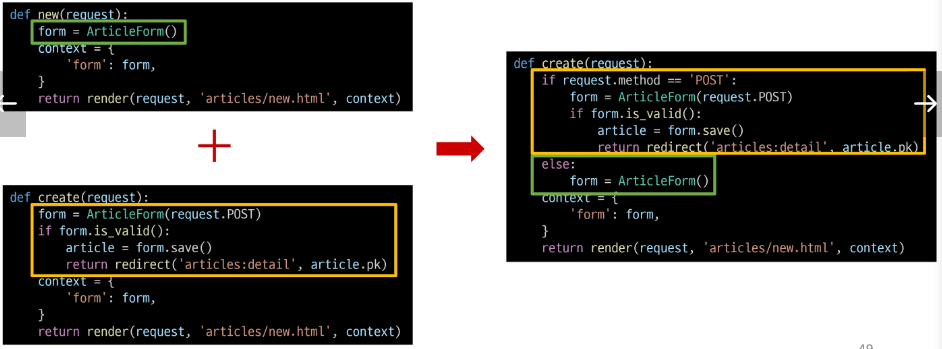 def new(request):
    form = ArticleForm()
    context = {
        'form': form,
    }
    return render(request, 'articles/new.html', context)
+
def create(request):
    form = ArticleForm(request.POST)
    if form.is_valid():
        article = form.save()
        return redirect('articles:detail', article.pk)
    context = {
        'form': form,
    }
    return render(request, 'articles/new.html', context)
def create(request):
    if request.method == 'POST':
        form = ArticleForm(request.POST)
        if form.is_valid():
            article = form.save()
            return redirect('articles:detail', article.pk)
    else:
        form = ArticleForm()
    context = {
        'form': form,
    }
    return render(request, 'articles/new.html', context)